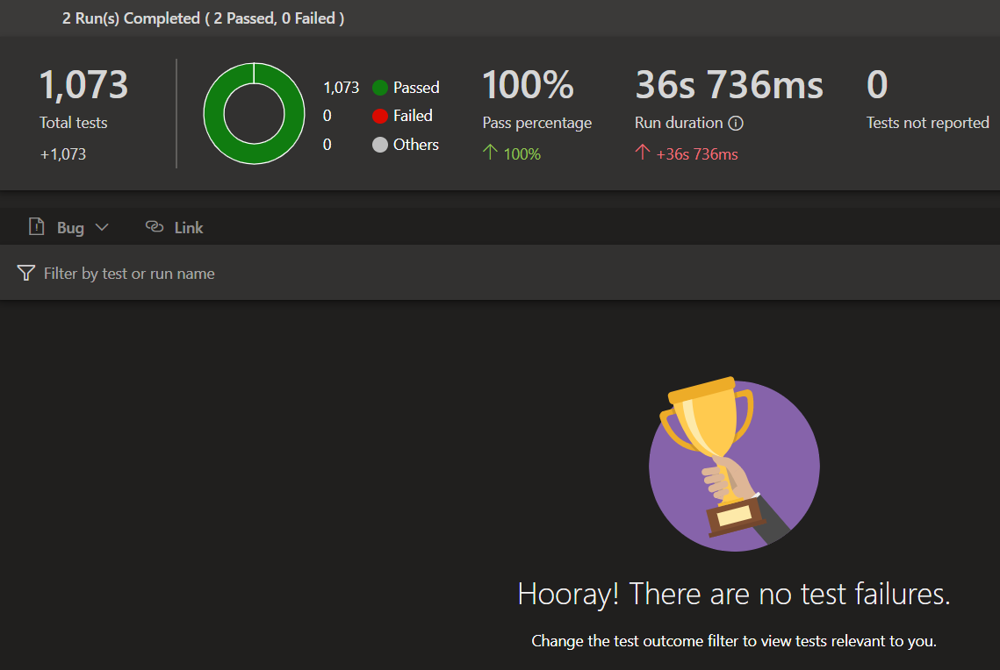 2 Run(s) Completed ( 2 Passed, 0 Failed )
1,073
Total tests
+1,073
1,073 Passed
0 Failed
0 Others
100%
Pass percentage
100%
36s 736ms
Run duration
+36s 736ms
0
Tests not reported
Bug
Link
Filter by test or run name
Hooray! There are no test failures.
Change the test outcome filter to view tests relevant to you.